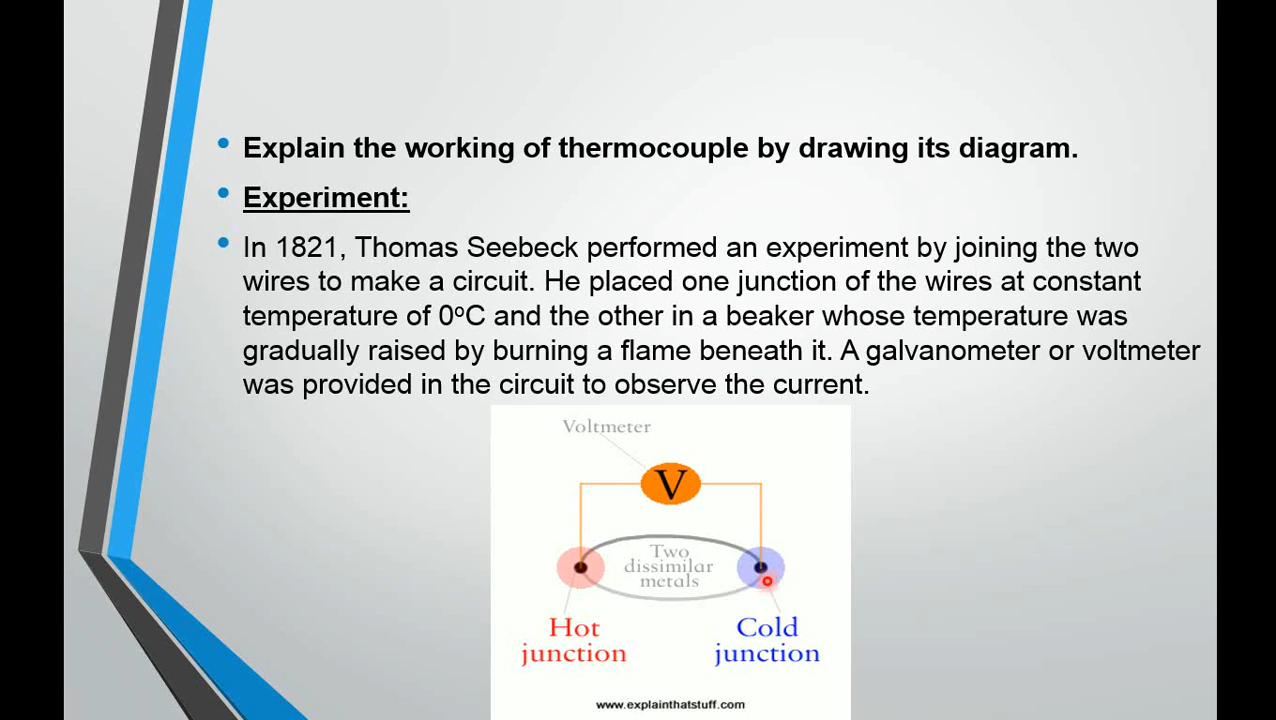 Explain the working of thermocouple by drawing its diagram.
Experiment:
In 1821, Thomas Seebeck performed an experiment by joining the two
wires to make a circuit. He placed one junction of the wires at constant
temperature of 0ºC and the other in a beaker whose temperature was
gradually raised by burning a flame beneath it. A galvanometer or voltmeter
was provided in the circuit to observe the current.
Voltmeter
V
Two
dissimilar
metals
Hot
junction
Cold
junction
www.explainthatstuff.com